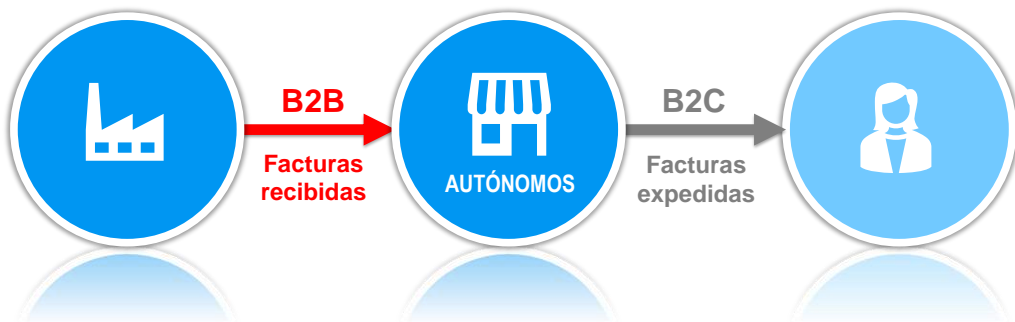 B2B
Facturas
recibidas
AUTÓNOMOS
B2C
Facturas
expedidas